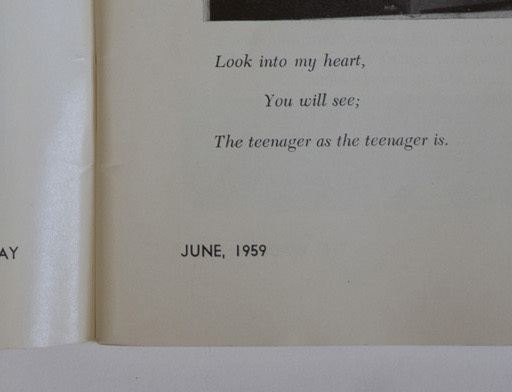 Look into my heart,
You will see;
The teenager as the teenager is.
AY
JUNE, 1959